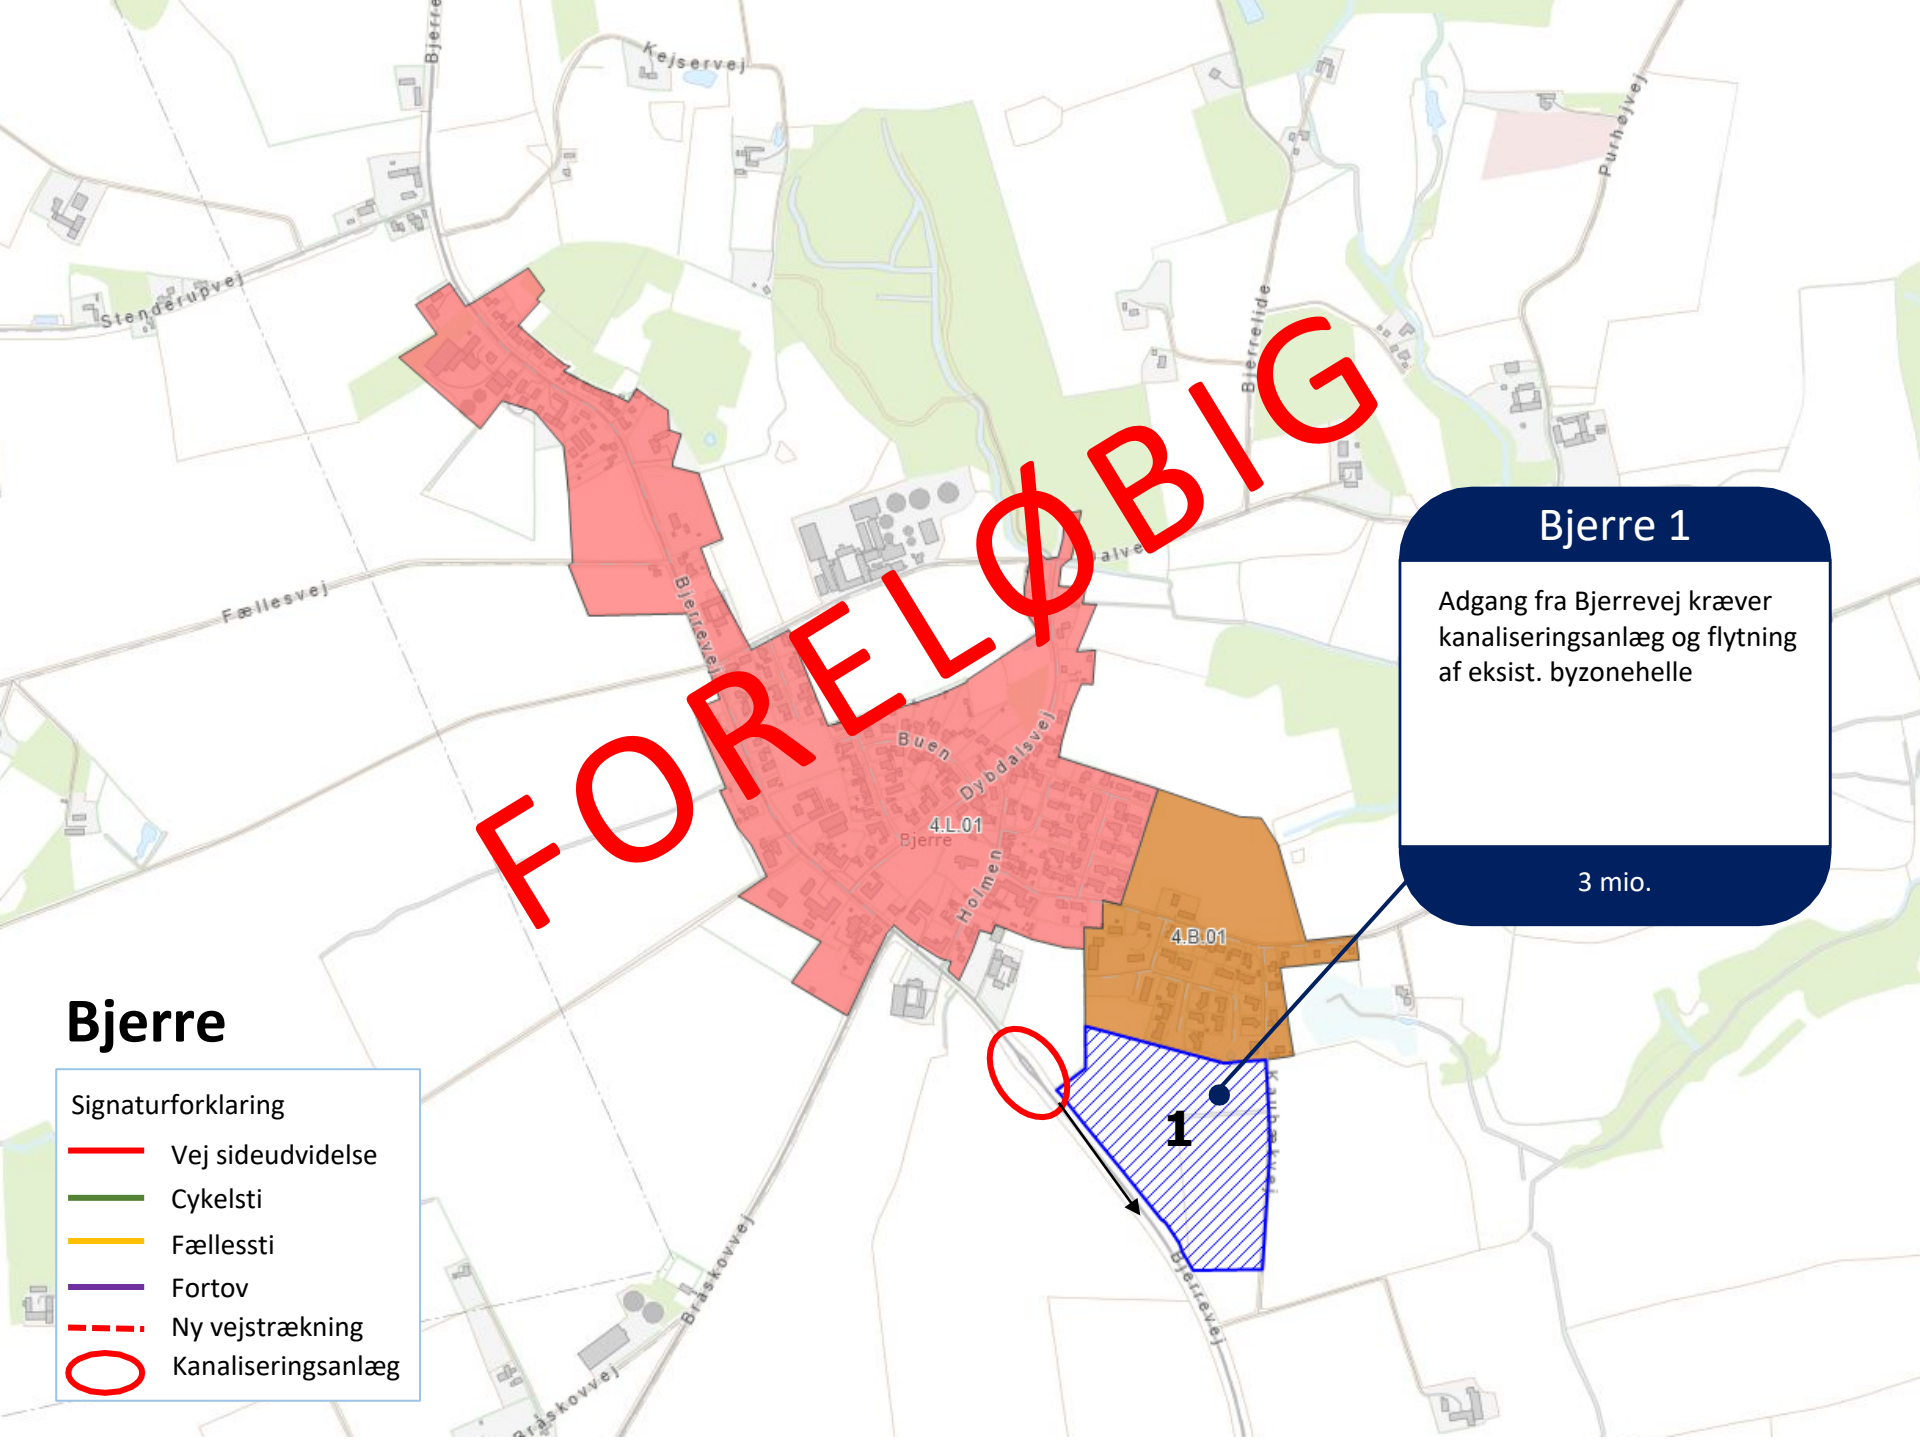 Bjerre
Kejservej
Purhøjvej
Stenderupvej
Bjerrelide
FORELØBIG
Bjerre 1
Adgang fra Bjerrevej kræver
kanaliseringsanlæg og flytning
af eksist. byzonehelle
3 mio.
Fællesvej
Bjerrevej
Buen
Dybdalsvej
4.L.01
Bjerre
Holmen
4.B.01
1
Bjerrevej
Bråskovvej
Bråskovvej
Bjerre
Signaturforklaring
Vej sideudvidelse
Cykelsti
Fællessti
Fortov
Ny vejstrækning
Kanaliseringsanlæg